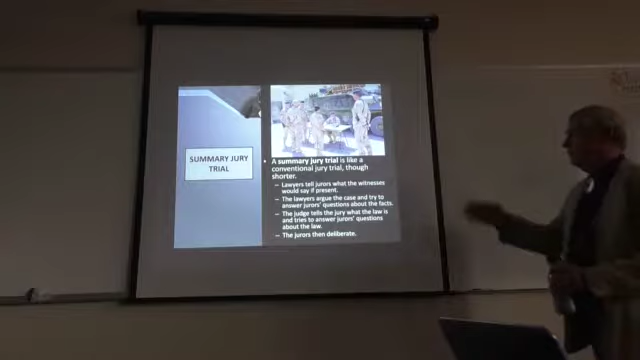 SUMMARY JURY
TRIAL
• A summary jury trial is like a
conventional jury trial, though
shorter.
– Lawyers tell jurors what the witnesses
would say if present.
– The lawyers argue the case and try to
answer jurors' questions about the facts.
– The judge tells the jury what the law is
and tries to answer jurors' questions
about the law.
– The jurors then deliberate.